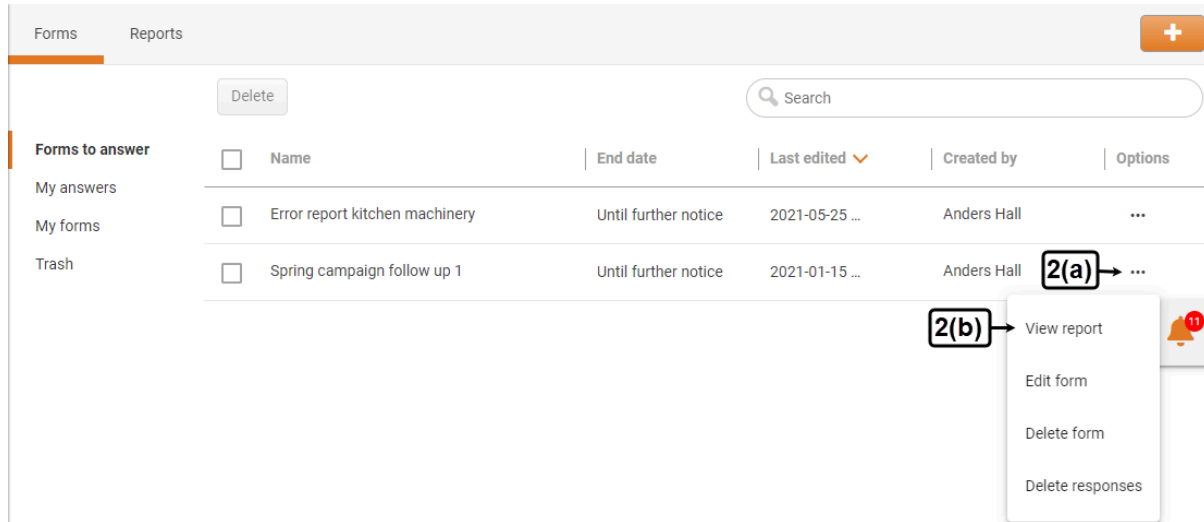 Forms Reports +
Delete Search
Forms to answer
My answers
My forms
Trash
Name End date Last edited Created by Options
Error report kitchen machinery Until further notice 2021-05-25 ... Anders Hall ...
Spring campaign follow up 1 Until further notice 2021-01-15 ... Anders Hall 2(a) ...
2(b) View report 11
Edit form
Delete form
Delete responses